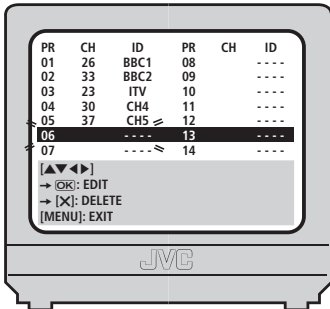 PR CH ID PR CH ID
01 26 BBC1 08 - - - -
02 33 BBC2 09 - - - -
03 23 ITV 10 - - - -
04 30 CH4 11 - - - -
05 37 CH5 12 - - - -
06 - - - - 13 - - - -
07 - - - - 14 - - - -
[▲▼◀▶]
→ OK: EDIT
→ [X]: DELETE
[MENU]: EXIT
JVC